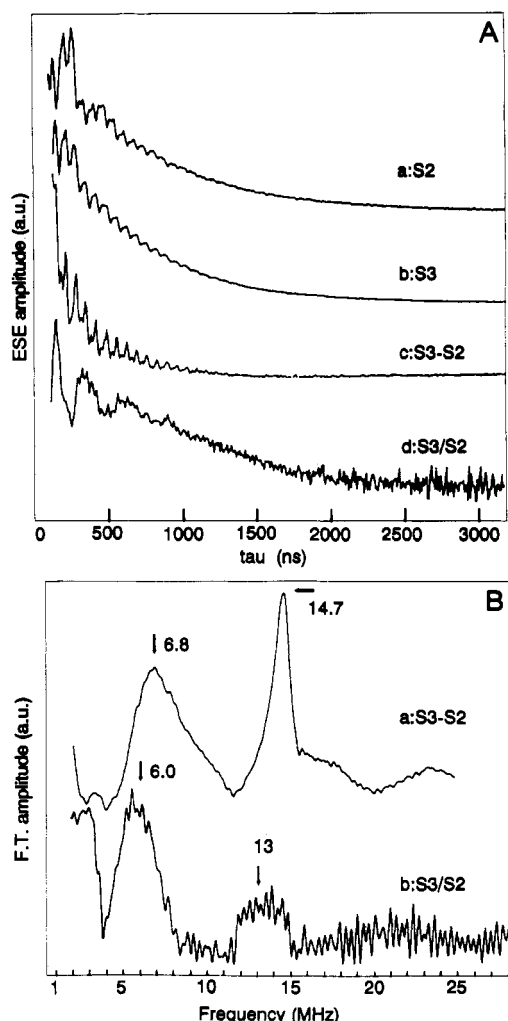 A
ESE amplitude (a.u.)
a:S2
b:S3
c:S3-S2
d:S3/S2
0 500 1000 1500 2000 2500 3000
tau (ns)
B
F.T. amplitude (a.u.)
14.7
6.8
a:S3-S2
6.0
13
b:S3/S2
1 5 10 15 20 25
Frequency (MHz)